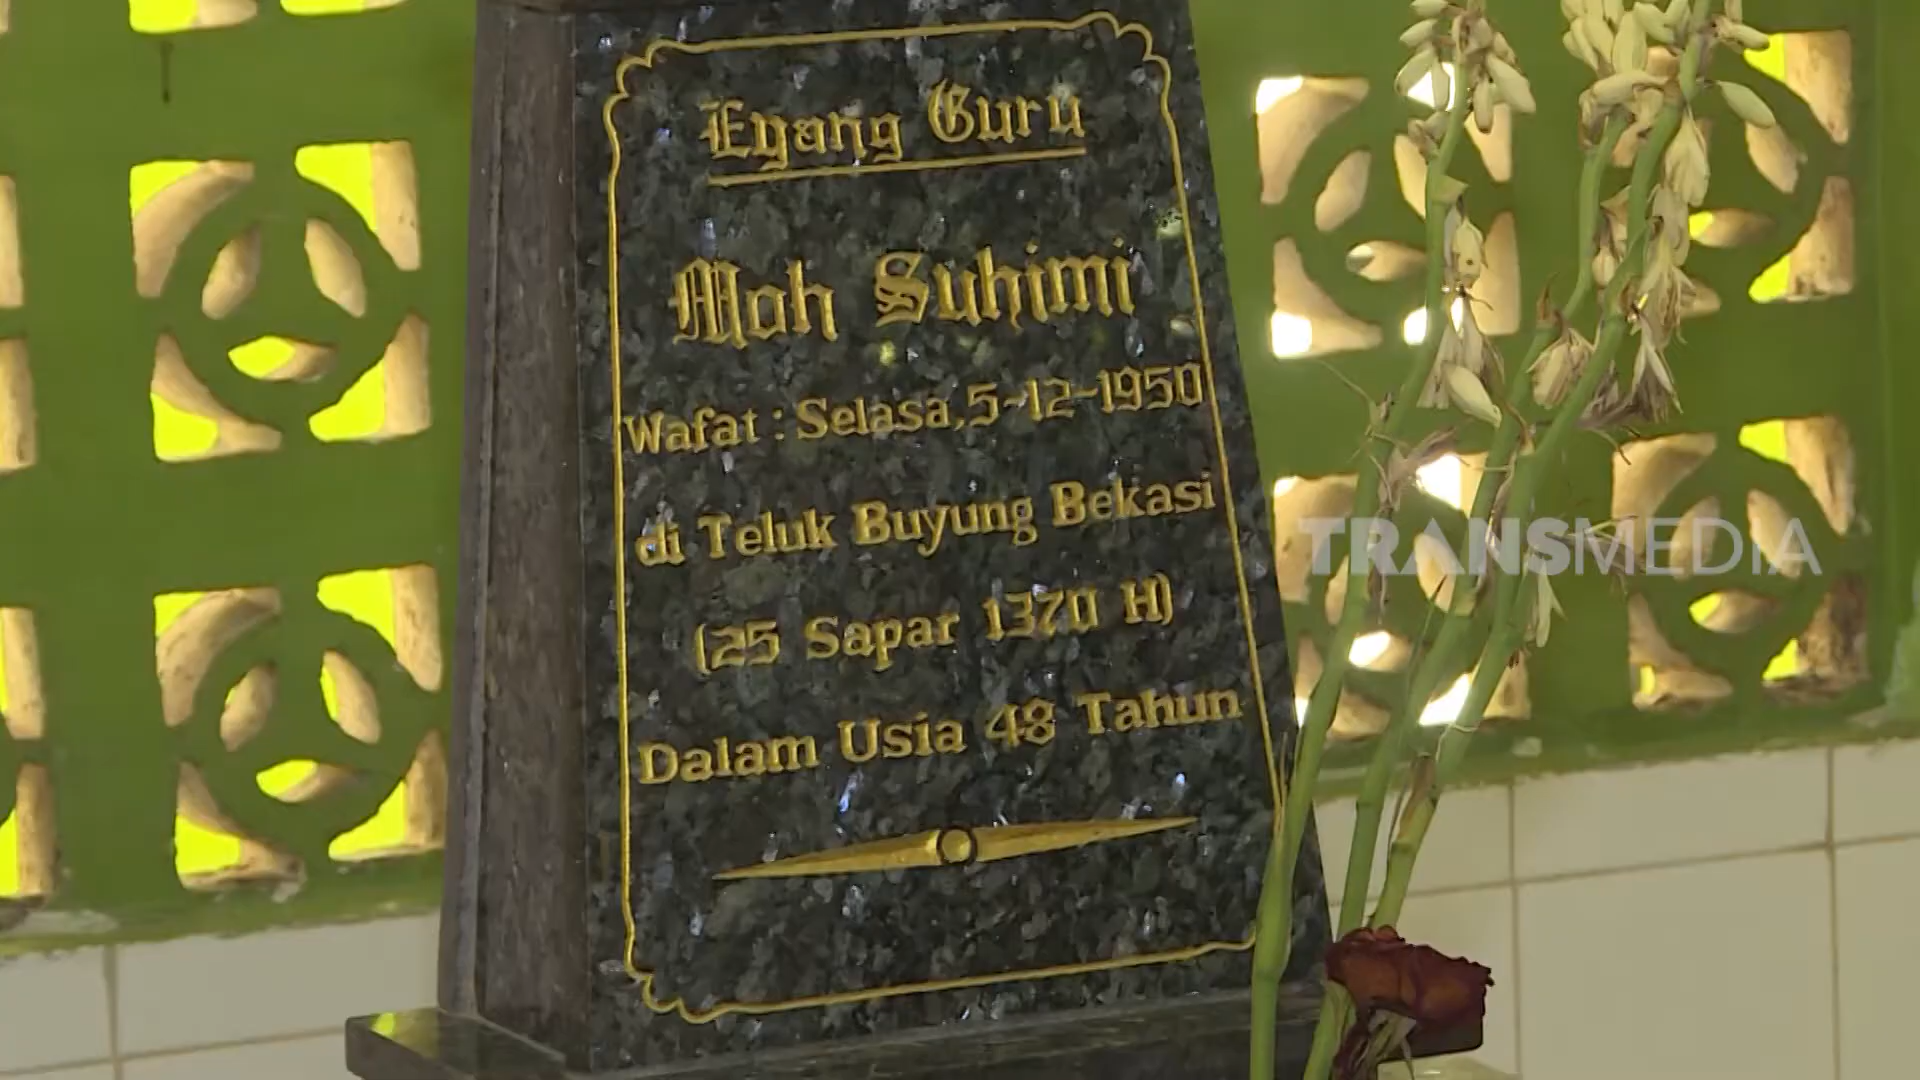 Eyang Guru
Moh Suhimi
Wafat : Selasa, 5-12-1950
di Teluk Buyung Bekasi
(25 Sapar 1370 H)
Dalam Usia 48 Tahun
TRANSMEDIA